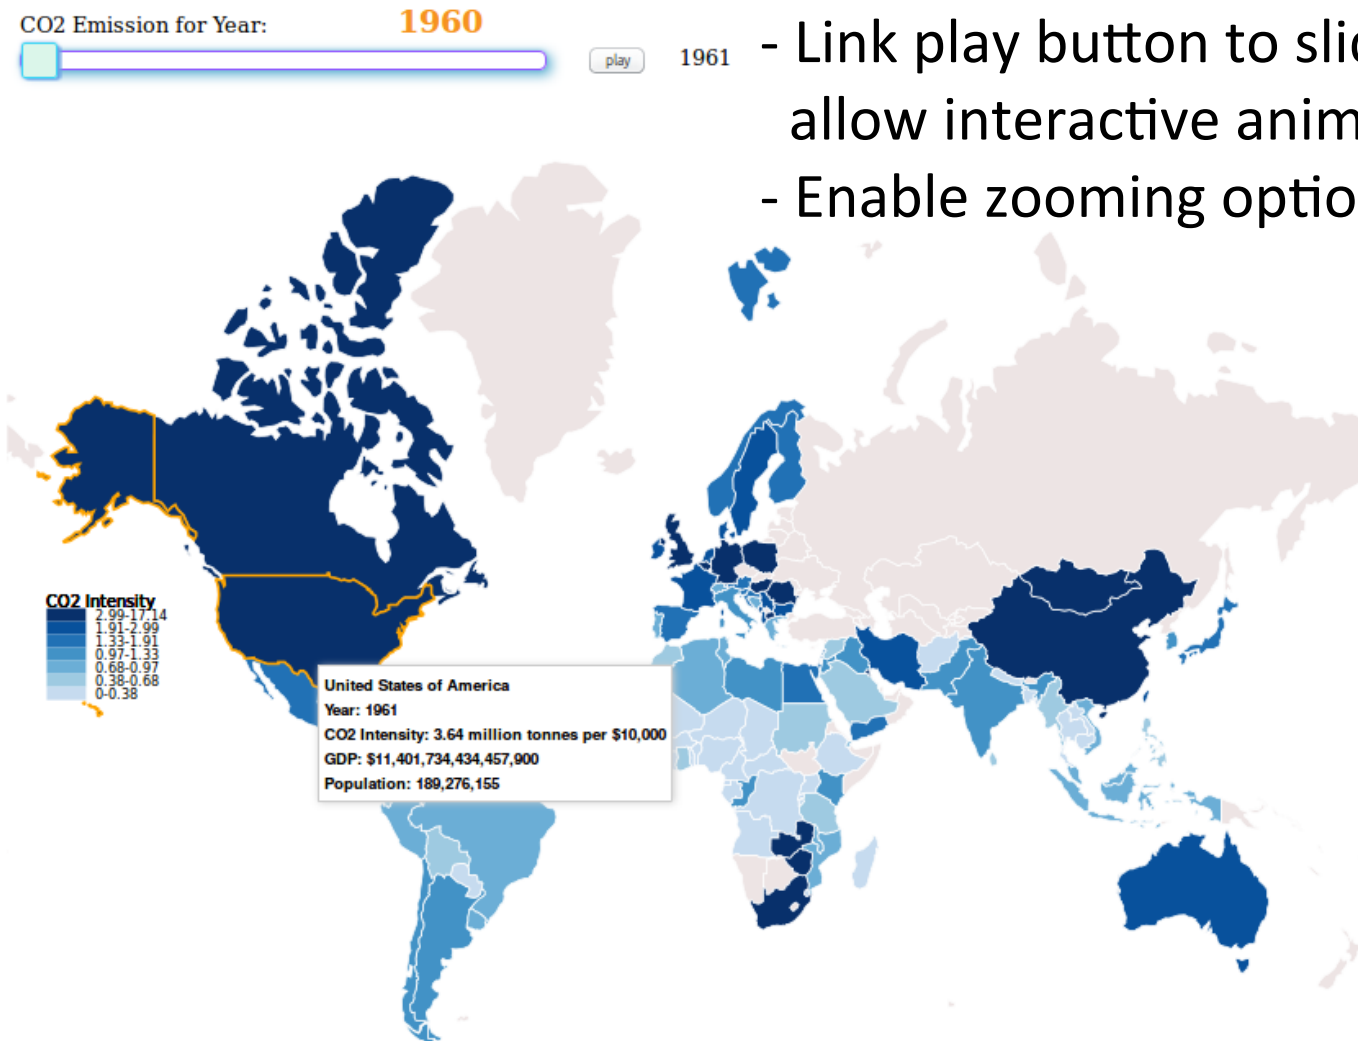 CO2 Emission for Year: 1960
play 1961
- Link play button to
allow interactive
- Enable zooming
CO2 Intensity
2.99-17.14
1.91-2.99
1.33-1.91
0.97-1.33
0.68-0.97
0.38-0.68
0-0.38
United States of America
Year: 1961
CO2 Intensity: 3.64 million tonnes per $10,000
GDP: $11,401,734,434,457,900
Population: 189,276,155